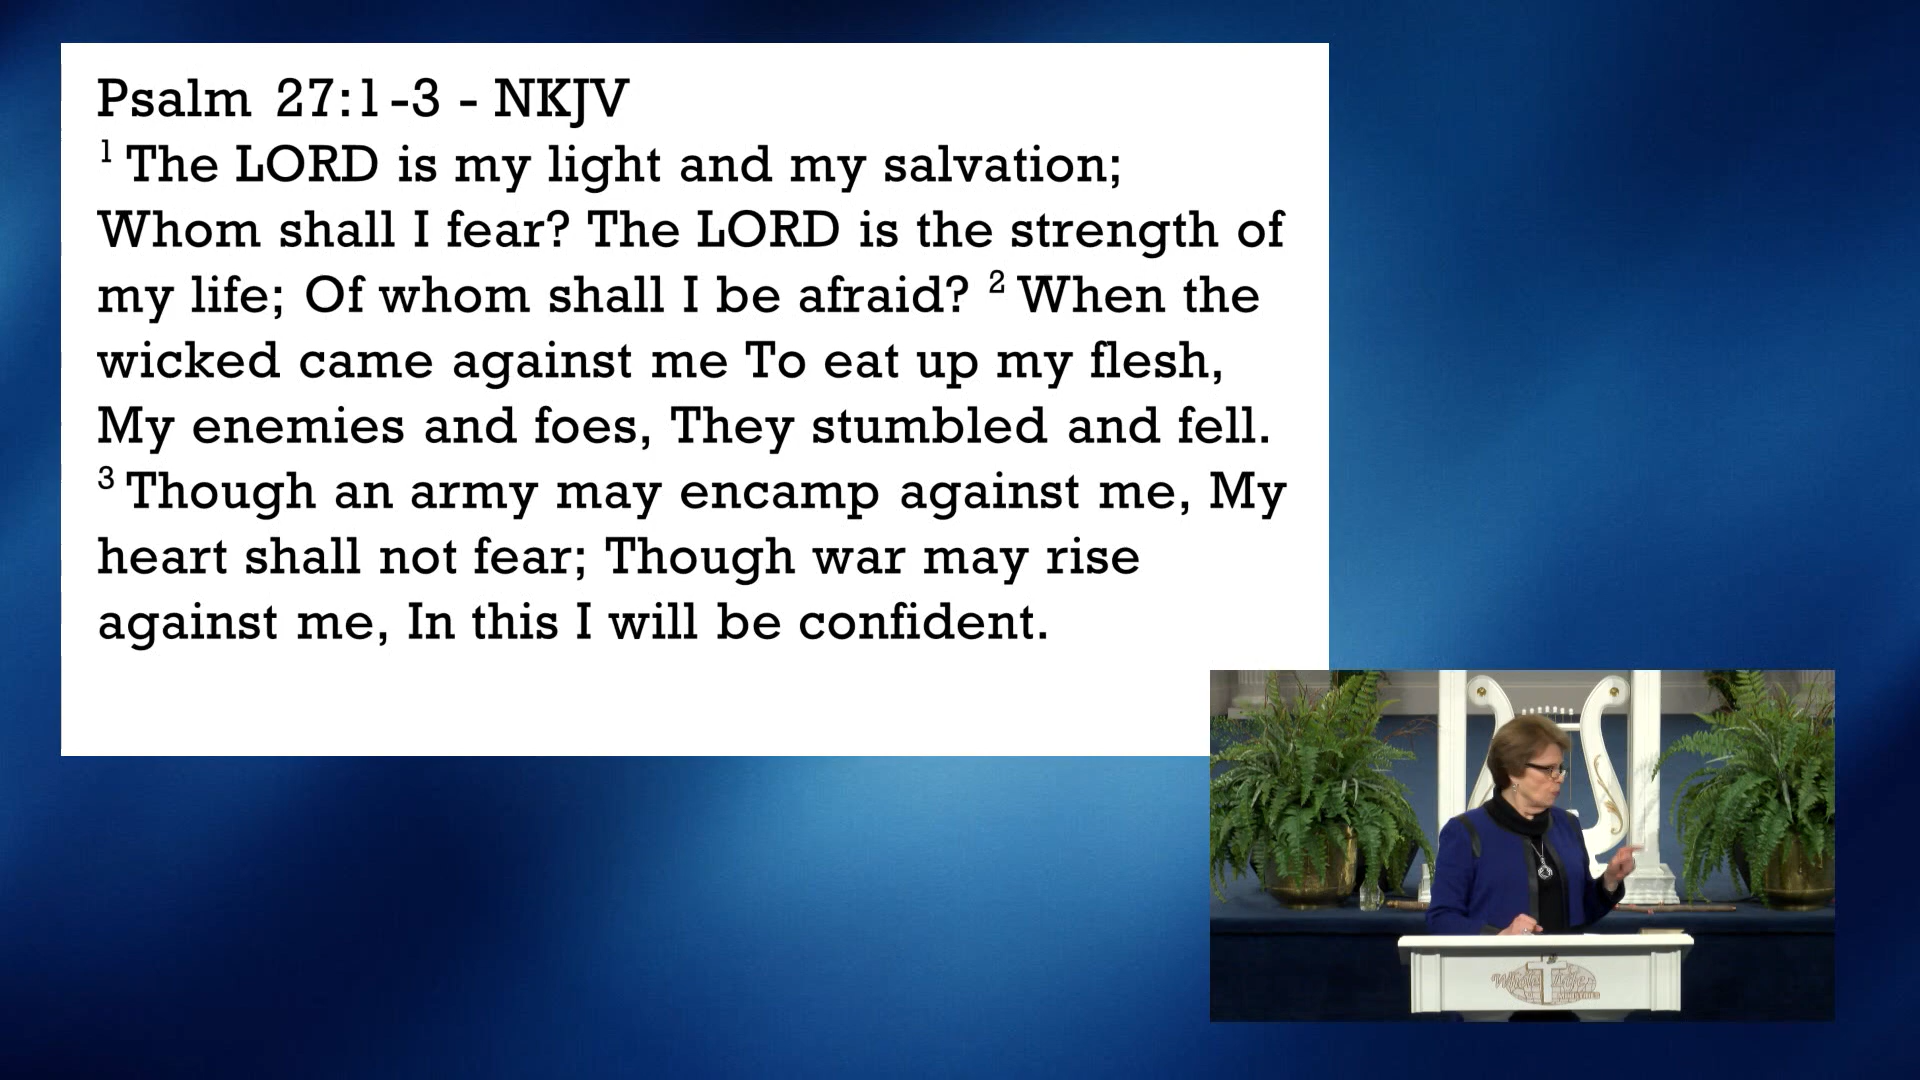 Psalm 27:1-3 - NKJV
1 The LORD is my light and my salvation;
Whom shall I fear? The LORD is the strength of
my life; Of whom shall I be afraid? 2 When the
wicked came against me To eat up my flesh,
My enemies and foes, They stumbled and fell.
3 Though an army may encamp against me, My
heart shall not fear; Though war may rise
against me, In this I will be confident.
Whole Life
MINISTRIES